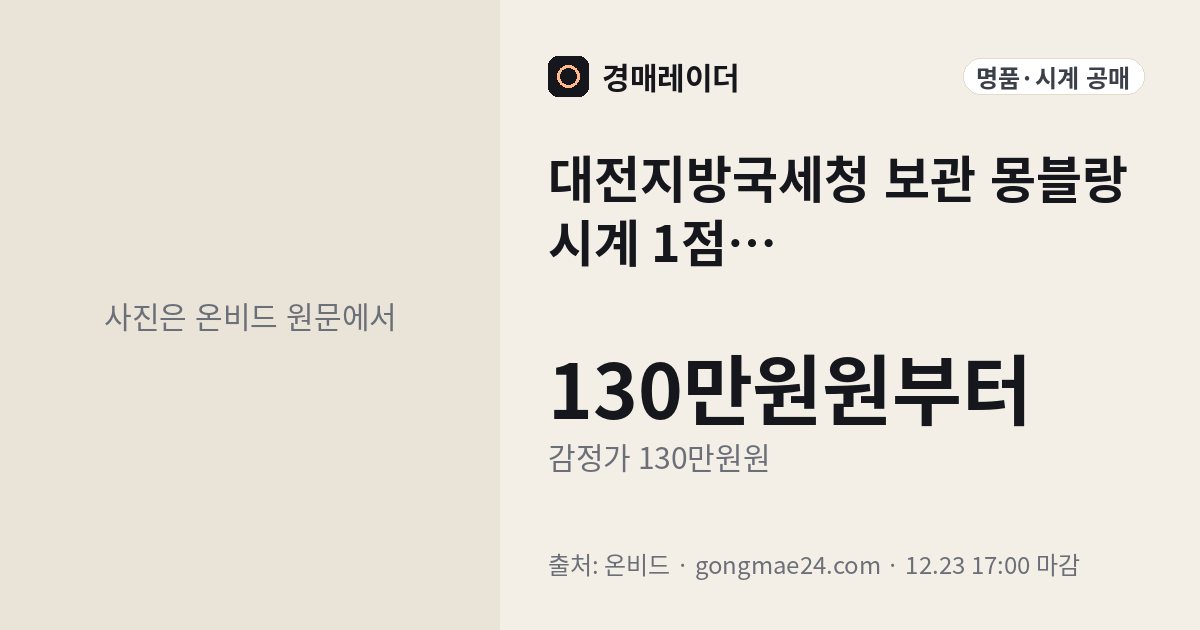 사진은 온비드 원문에서
경매레이더
명품·시계 공매
대전지방국세청 보관 몽블랑
시계 1점…
130만원원부터
감정가 130만원원
출처: 온비드 · gongmae24.com · 12.23 17:00 마감